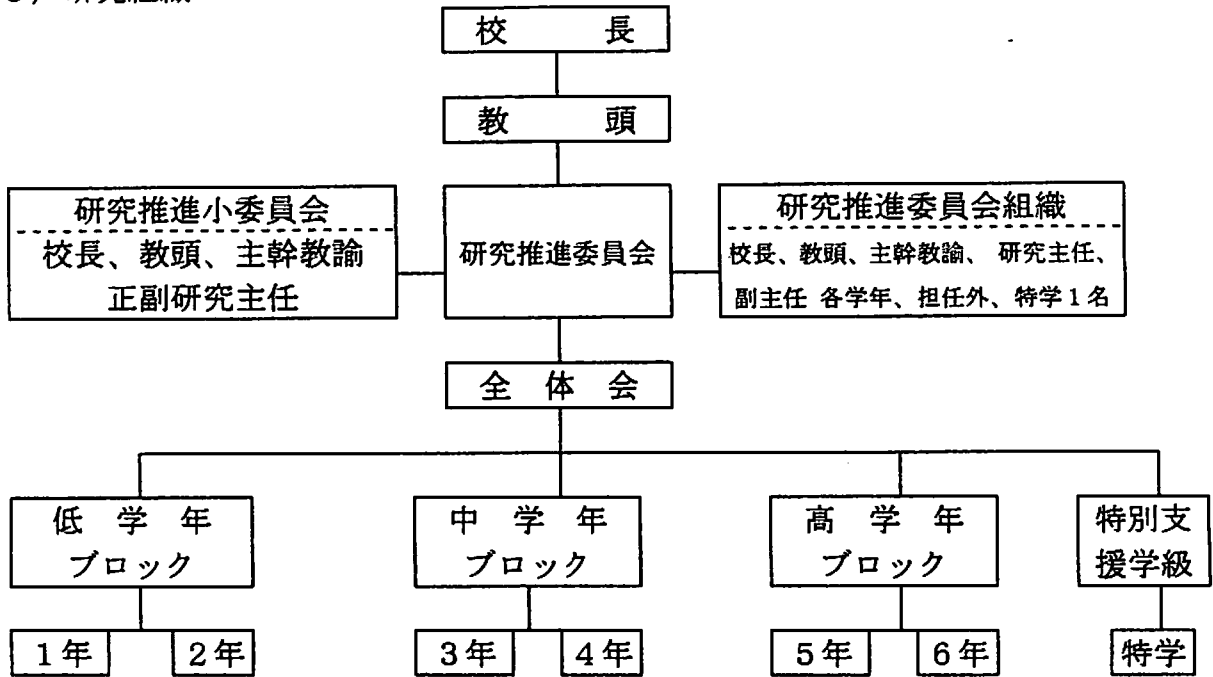 校長
教頭
研究推進小委員会
校長、教頭、主幹教諭
正副研究主任
研究推進委員会
研究推進委員会組織
校長、教頭、主幹教諭、 研究主任、
副主任 各学年、担任外、特学1名
全体会
低学年
ブロック
中学年
ブロック
高学年
ブロック
特別支
援学級
1年
2年
3年
4年
5年
6年
特学